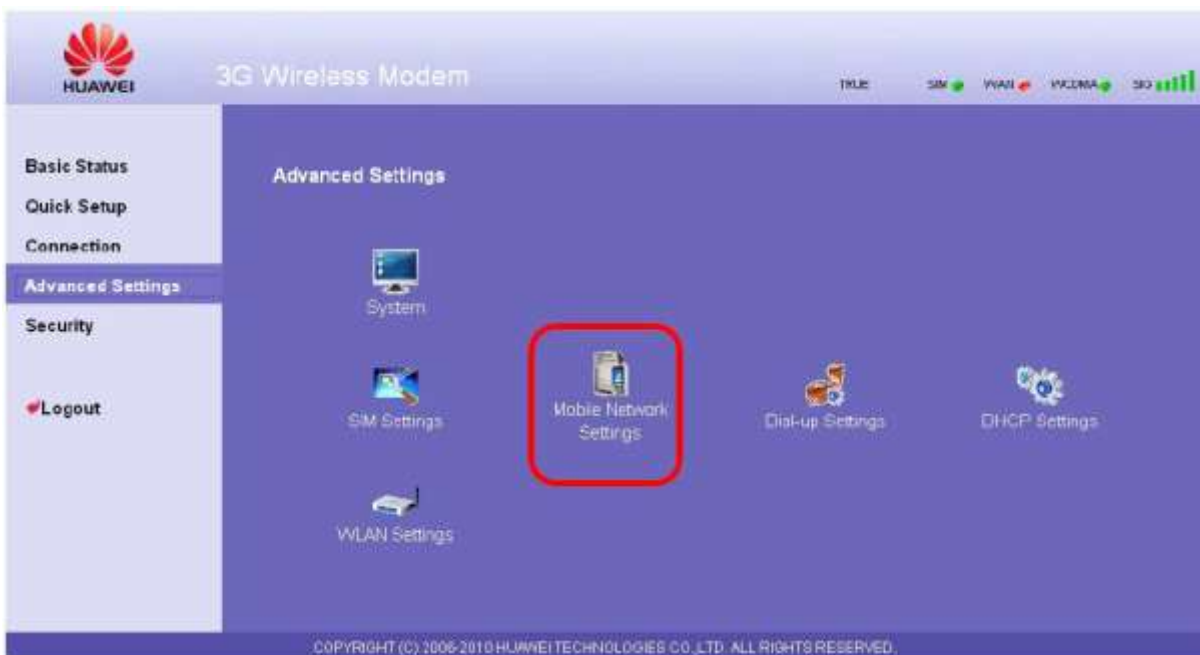 HUAWEI
3G Wireless Modem
TRUE SIM WAN WCDMA SIG
Basic Status
Quick Setup
Connection
Advanced Settings
Security
Logout
Advanced Settings
System
SIM Settings
Mobile Network
Settings
Dial-up Settings
DHCP Settings
WLAN Settings
COPYRIGHT (C) 2006-2010 HUAWEI TECHNOLOGIES CO.,LTD. ALL RIGHTS RESERVED.